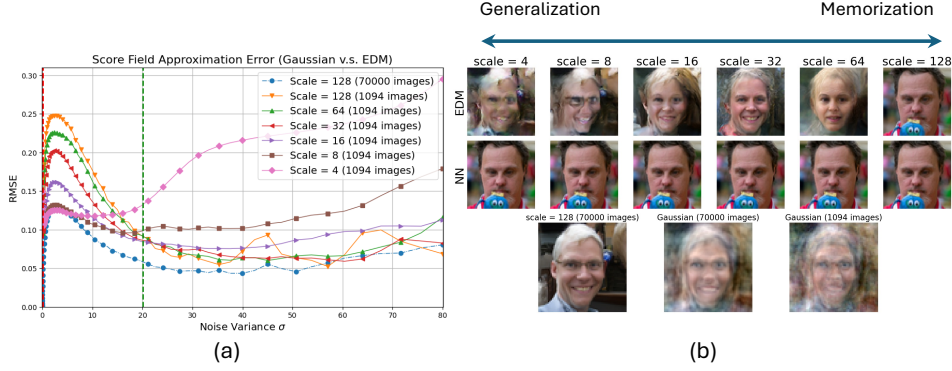 Generalization
Memorization
Score Field Approximation Error (Gaussian v.s. EDM)
0.30
0.25
0.20
0.15
0.10
0.05
0.00
RMSE
Scale = 128 (70000 images)
Scale = 128 (1094 images)
Scale = 64 (1094 images)
Scale = 32 (1094 images)
Scale = 16 (1094 images)
Scale = 8 (1094 images)
Scale = 4 (1094 images)
0 10 20 30 40 50 60 70 80
Noise Variance σ
(a)
scale = 4 scale = 8 scale = 16 scale = 32 scale = 64 scale = 128
EDM
NN
scale = 128 (70000 images) Gaussian (70000 images) Gaussian (1094 images)
(b)